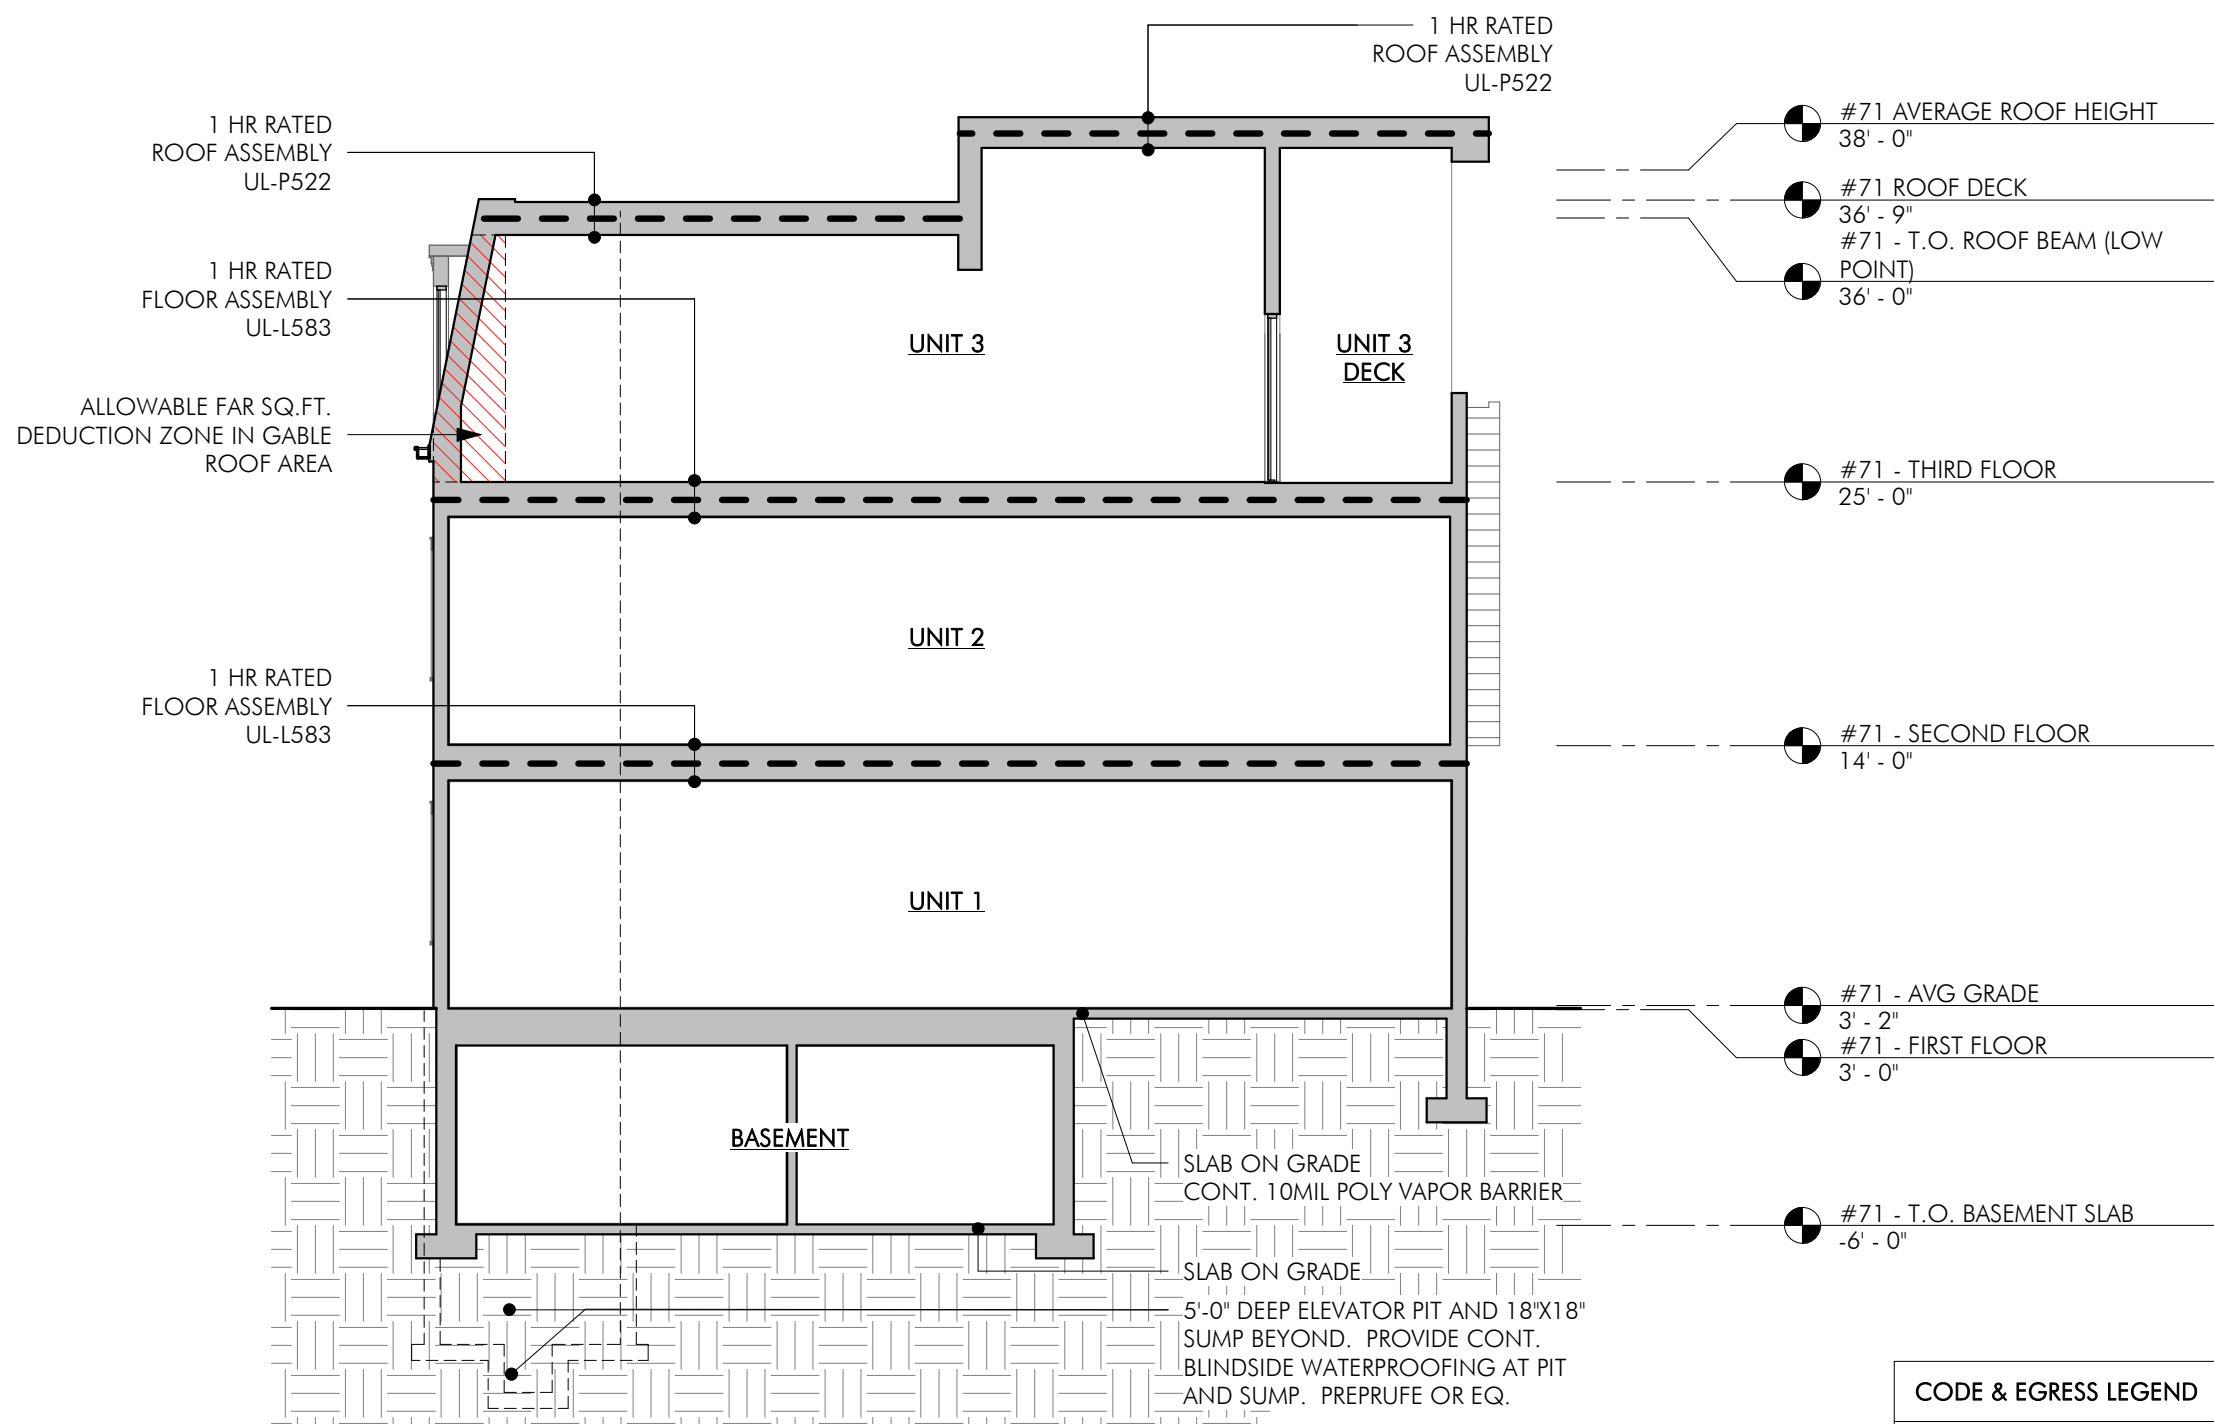 1 HR RATED
ROOF ASSEMBLY
UL-P522
1 HR RATED
ROOF ASSEMBLY
UL-P522
1 HR RATED
FLOOR ASSEMBLY
UL-L583
ALLOWABLE FAR SQ.FT.
DEDUCTION ZONE IN GABLE
ROOF AREA
1 HR RATED
FLOOR ASSEMBLY
UL-L583
UNIT 3
UNIT 3
DECK
UNIT 2
UNIT 1
BASEMENT
SLAB ON GRADE
CONT. 10MIL POLY VAPOR BARRIER
SLAB ON GRADE
5'-0" DEEP ELEVATOR PIT AND 18"X18"
SUMP BEYOND. PROVIDE CONT.
BLINDSIDE WATERPROOFING AT PIT
AND SUMP. PREPRUFE OR EQ.
#71 AVERAGE ROOF HEIGHT
38' - 0"
#71 ROOF DECK
36' - 9"
#71 - T.O. ROOF BEAM (LOW
POINT)
36' - 0"
#71 - THIRD FLOOR
25' - 0"
#71 - SECOND FLOOR
14' - 0"
#71 - AVG GRADE
3' - 2"
#71 - FIRST FLOOR
3' - 0"
#71 - T.O. BASEMENT SLAB
-6' - 0"
CODE & EGRESS LEGEND